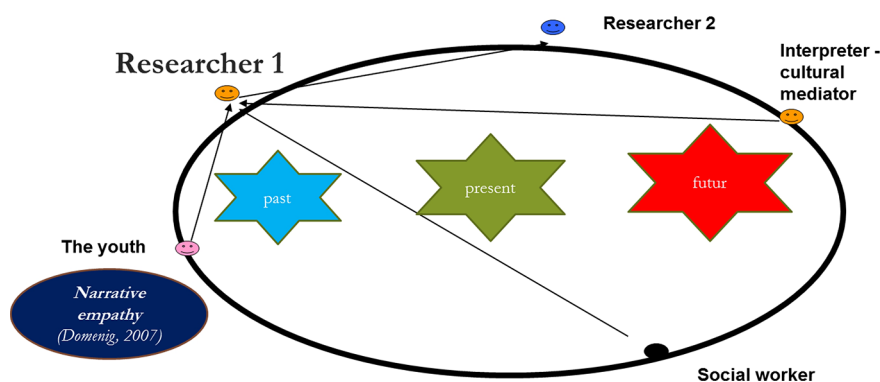 Researcher 2
Researcher 1
Interpreter -
cultural
mediator
past
present
futur
The youth
Narrative
empathy
(Domenig, 2007)
Social worker